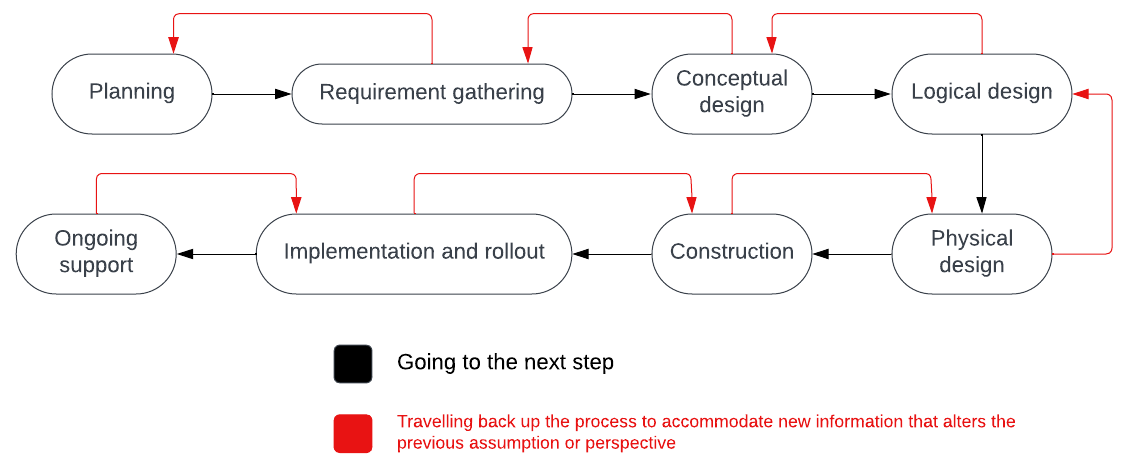 Planning
Requirement gathering
Conceptual
design
Logical design
Ongoing
support
Implementation and rollout
Construction
Physical
design
Going to the next step
Travelling back up the process to accommodate new information that alters the
previous assumption or perspective